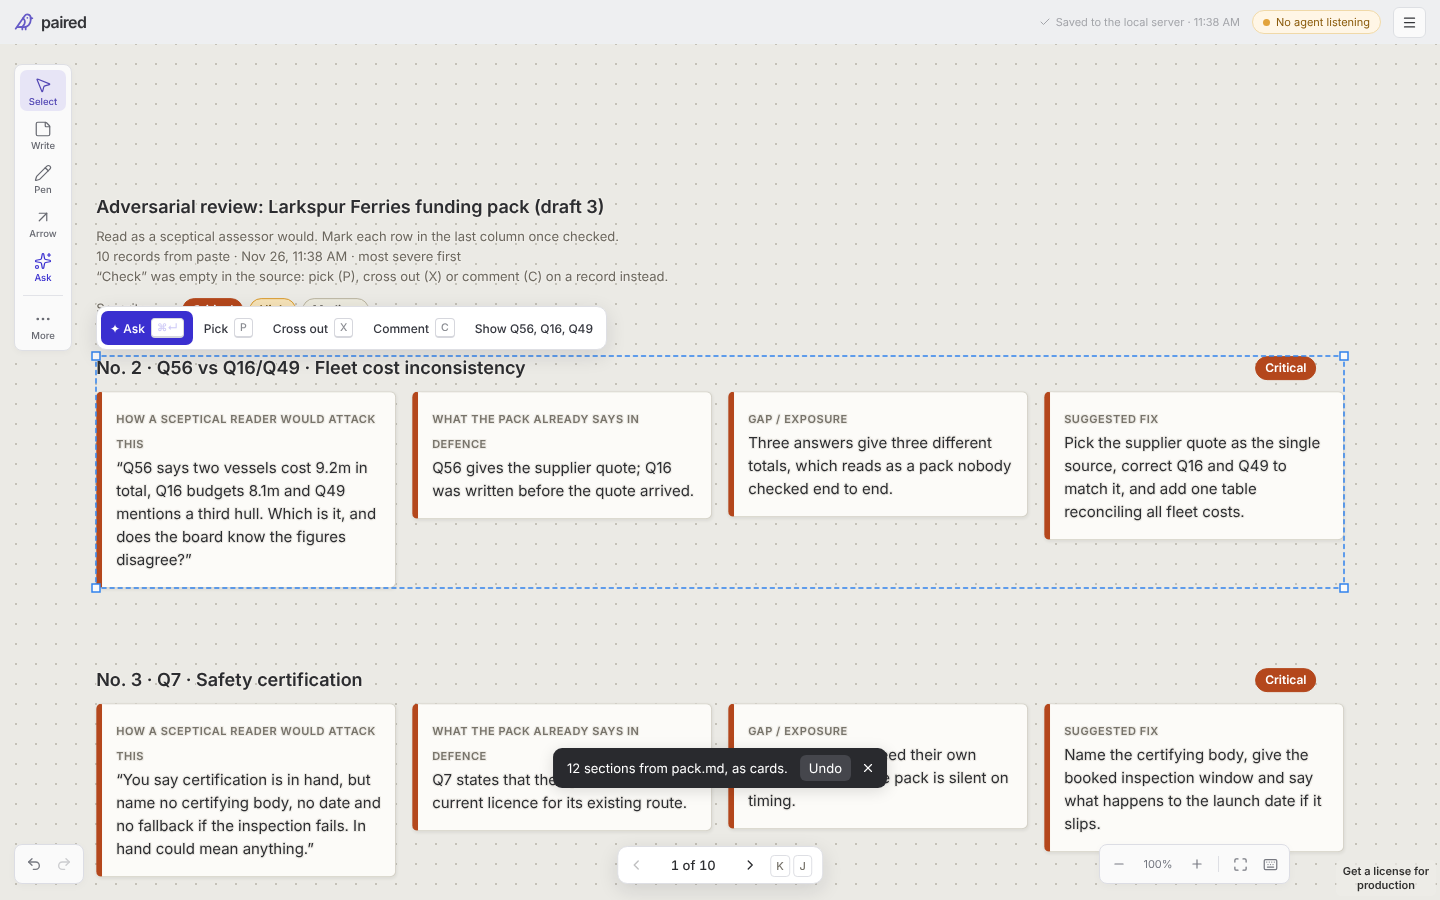 paired
Saved to the local server · 11:38 AM
No agent listening
Select
Write
Pen
Arrow
Ask
More
Adversarial review: Larkspur Ferries funding pack (draft 3)
Read as a sceptical assessor would. Mark each row in the last column once checked.
10 records from paste · Nov 26, 11:38 AM · most severe first
“Check” was empty in the source: pick (P), cross out (X) or comment (C) on a record instead.
Ask ⌘↵
Pick P
Cross out X
Comment C
Show Q56, Q16, Q49
No. 2 · Q56 vs Q16/Q49 · Fleet cost inconsistency
Critical
HOW A SCEPTICAL READER WOULD ATTACK
THIS
“Q56 says two vessels cost 9.2m in
total, Q16 budgets 8.1m and Q49
mentions a third hull. Which is it, and
does the board know the figures
disagree?”
WHAT THE PACK ALREADY SAYS IN
DEFENCE
Q56 gives the supplier quote; Q16
was written before the quote arrived.
GAP / EXPOSURE
Three answers give three different
totals, which reads as a pack nobody
checked end to end.
SUGGESTED FIX
Pick the supplier quote as the single
source, correct Q16 and Q49 to
match it, and add one table
reconciling all fleet costs.
No. 3 · Q7 · Safety certification
Critical
HOW A SCEPTICAL READER WOULD ATTACK
THIS
“You say certification is in hand, but
name no certifying body, no date and
no fallback if the inspection fails. In
hand could mean anything.”
WHAT THE PACK ALREADY SAYS IN
DEFENCE
Q7 states that the
current licence for its existing route.
GAP / EXPOSURE
their own
pack is silent on
timing.
SUGGESTED FIX
Name the certifying body, give the
booked inspection window and say
what happens to the launch date if it
slips.
12 sections from pack.md, as cards.
Undo
1 of 10
K
J
100%
Get a license for
production